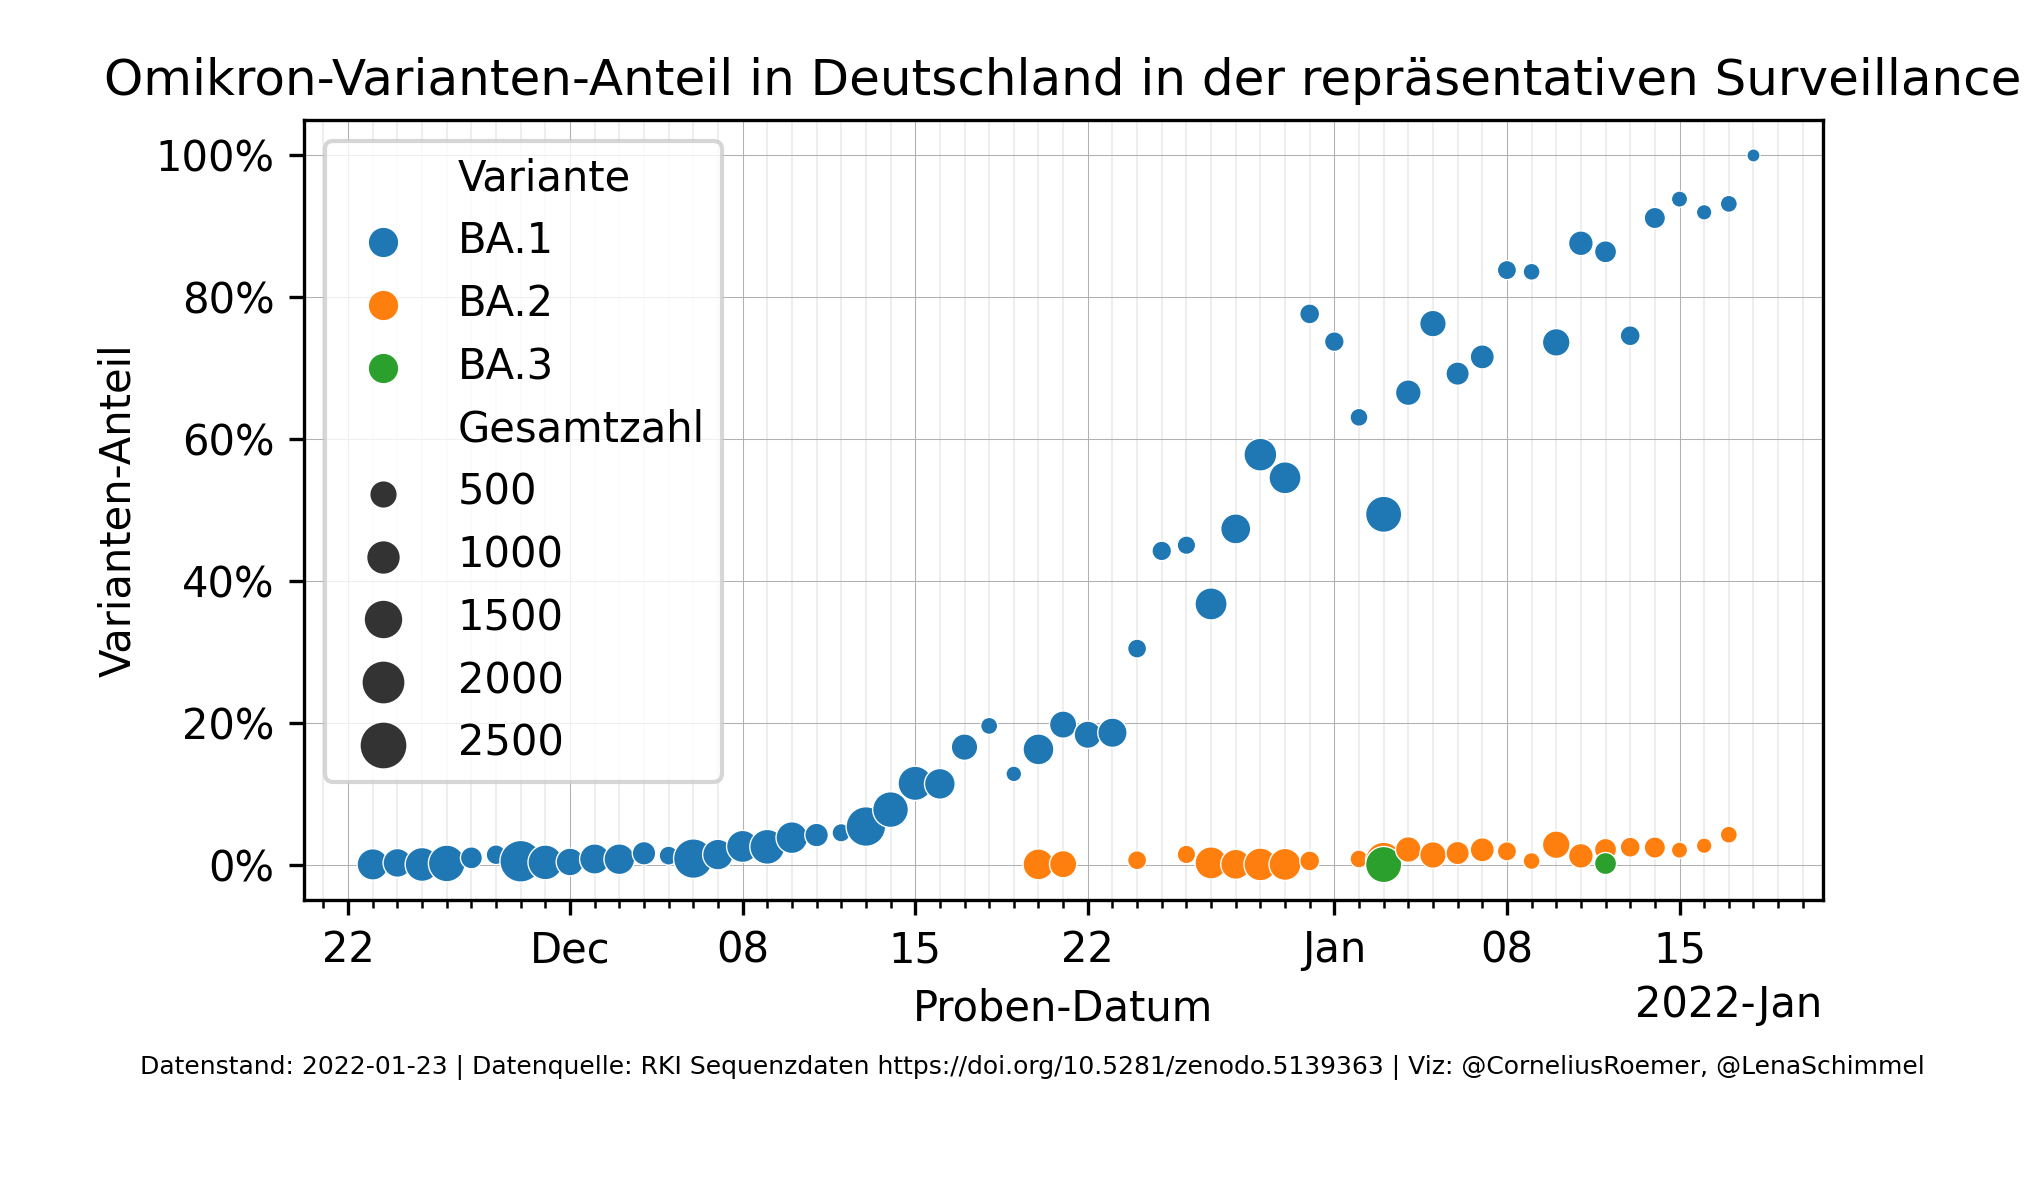 Omikron-Varianten-Anteil in Deutschland in der repräsentativen Surveillance
Varianten-Anteil
100%
80%
60%
40%
20%
0%
Variante
BA.1
BA.2
BA.3
Gesamtzahl
500
1000
1500
2000
2500
22 Dec 08 15 22 Jan 08 15
Proben-Datum
2022-Jan
Datenstand: 2022-01-23 | Datenquelle: RKI Sequenzdaten https://doi.org/10.5281/zenodo.5139363 | Viz: @CorneliusRoemer, @LenaSchimmel